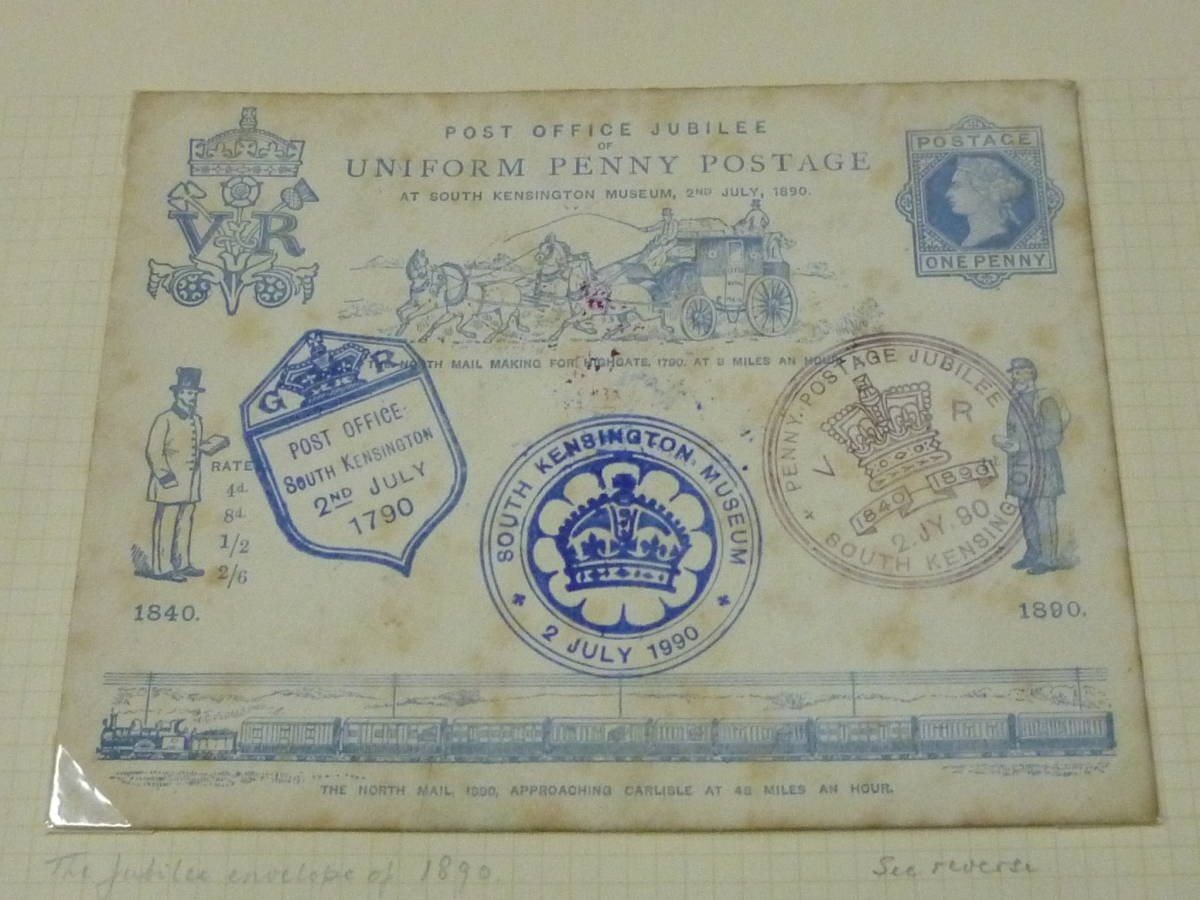 POST OFFICE JUBILEE
OF
UNIFORM PENNY POSTAGE
AT SOUTH KENSINGTON MUSEUM, 2ND JULY, 1890.
VR
POSTAGE
ONE PENNY
THE NORTH MAIL MAKING FOR HIGHGATE, 1790, AT 8 MILES AN HOUR.
G R
POST OFFICE
SOUTH KENSINGTON
2ND JULY
1790
RATES
4d.
8d.
1/2
2/6
1840.
SOUTH KENSINGTON MUSEUM
2 JULY 1990
PENNY POSTAGE JUBILEE
V R
1840 1890
2.JY.90
SOUTH KENSINGTON
1890.
THE NORTH MAIL, 1890, APPROACHING CARLISLE AT 48 MILES AN HOUR.
The Jubilee envelope of 1890.
See reverse